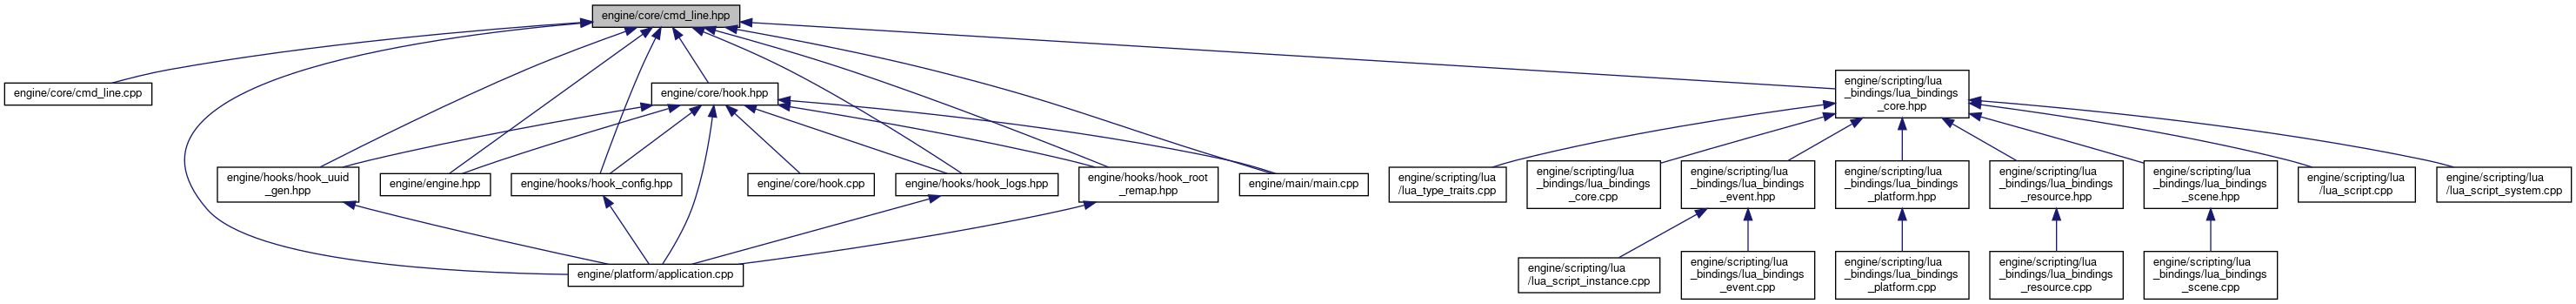 engine/core/cmd_line.hpp
engine/core/cmd_line.cpp
engine/core/hook.hpp
engine/scripting/lua
_bindings/lua_bindings
_core.hpp
engine/hooks/hook_uuid
_gen.hpp
engine/engine.hpp
engine/hooks/hook_config.hpp
engine/core/hook.cpp
engine/hooks/hook_logs.hpp
engine/hooks/hook_root
_remap.hpp
engine/main/main.cpp
engine/scripting/lua
/lua_type_traits.cpp
engine/scripting/lua
_bindings/lua_bindings
_core.cpp
engine/scripting/lua
_bindings/lua_bindings
_event.hpp
engine/scripting/lua
_bindings/lua_bindings
_platform.hpp
engine/scripting/lua
_bindings/lua_bindings
_resource.hpp
engine/scripting/lua
_bindings/lua_bindings
_scene.hpp
engine/scripting/lua
/lua_script.cpp
engine/scripting/lua
/lua_script_system.cpp
engine/platform/application.cpp
engine/scripting/lua
/lua_script_instance.cpp
engine/scripting/lua
_bindings/lua_bindings
_event.cpp
engine/scripting/lua
_bindings/lua_bindings
_platform.cpp
engine/scripting/lua
_bindings/lua_bindings
_resource.cpp
engine/scripting/lua
_bindings/lua_bindings
_scene.cpp